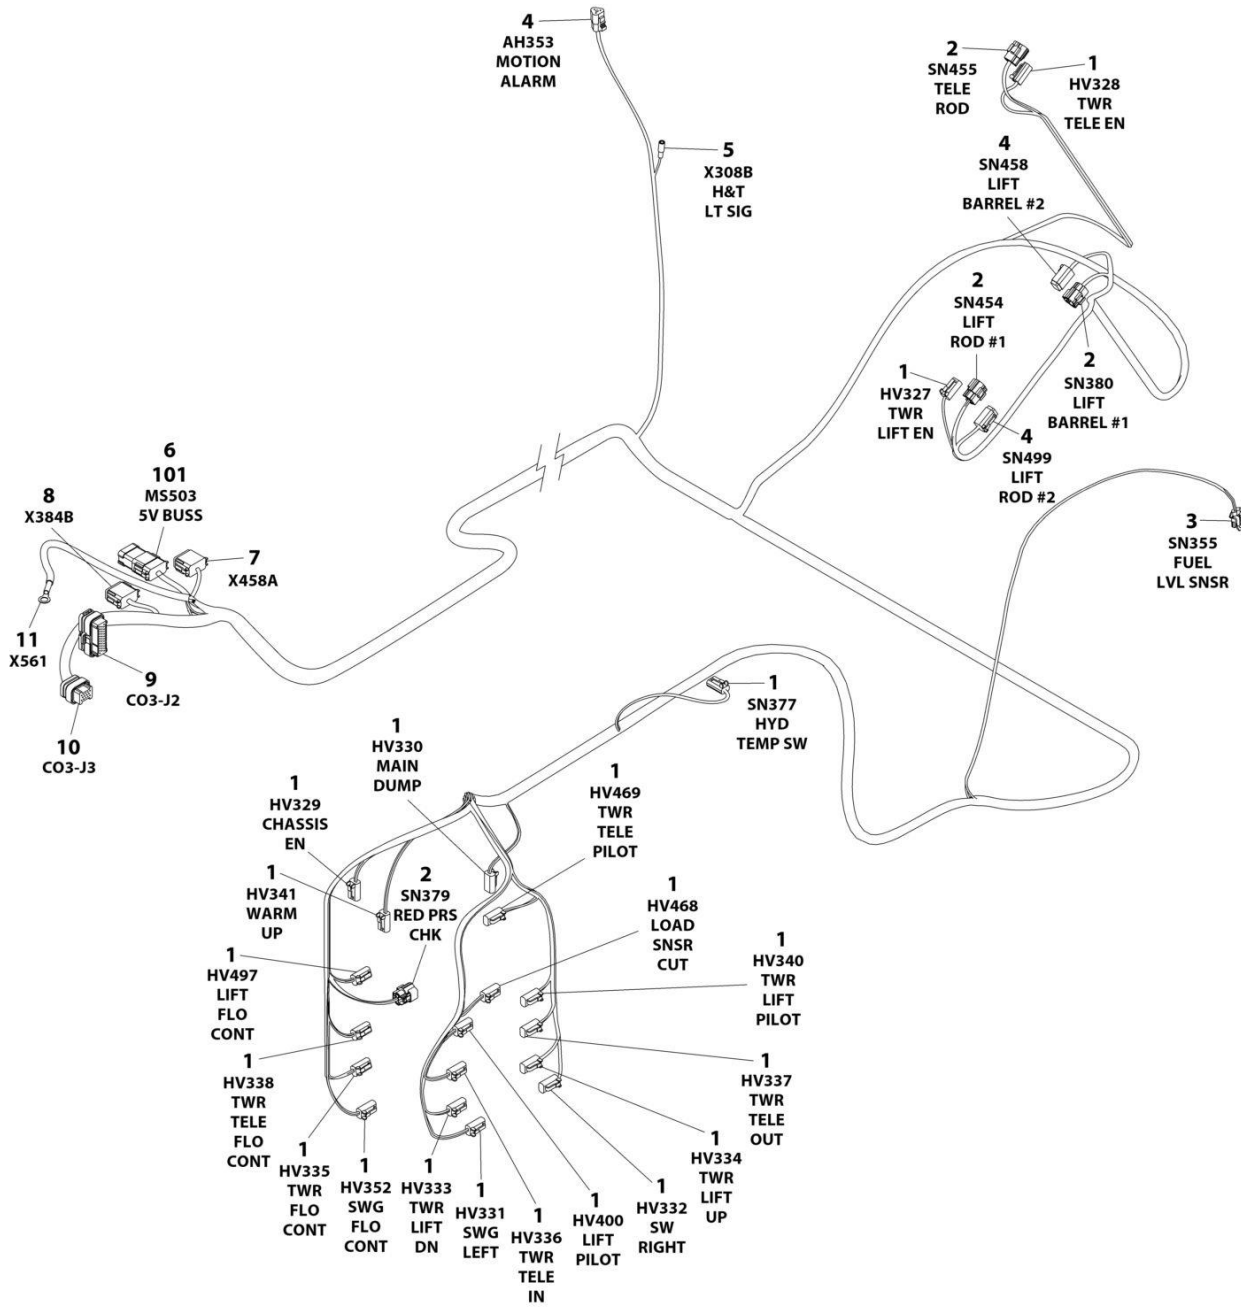 4
AH353
MOTION
ALARM
2
SN455
TELE
ROD
1
HV328
TWR
TELE EN
5
X308B
H&T
LT SIG
4
SN458
LIFT
BARREL #2
2
SN454
LIFT
ROD #1
1
HV327
TWR
LIFT EN
2
SN380
LIFT
BARREL #1
4
SN499
LIFT
ROD #2
3
SN355
FUEL
LVL SNSR
6
101
MS503
5V BUSS
8
X384B
7
X458A
11
X561
9
CO3-J2
10
CO3-J3
1
SN377
HYD
TEMP SW
1
HV330
MAIN
DUMP
1
HV329
CHASSIS
EN
1
HV469
TWR
TELE
PILOT
1
HV341
WARM
UP
2
SN379
RED PRS
CHK
1
HV468
LOAD
SNSR
CUT
1
HV340
TWR
LIFT
PILOT
1
HV497
LIFT
FLO
CONT
1
HV338
TWR
TELE
FLO
CONT
1
HV337
TWR
TELE
OUT
1
HV335
TWR
FLO
CONT
1
HV352
SWG
FLO
CONT
1
HV333
TWR
LIFT
DN
1
HV331
SWG
LEFT
1
HV336
TWR
TELE
IN
1
HV400
LIFT
PILOT
1
HV332
SW
RIGHT
1
HV334
TWR
LIFT
UP